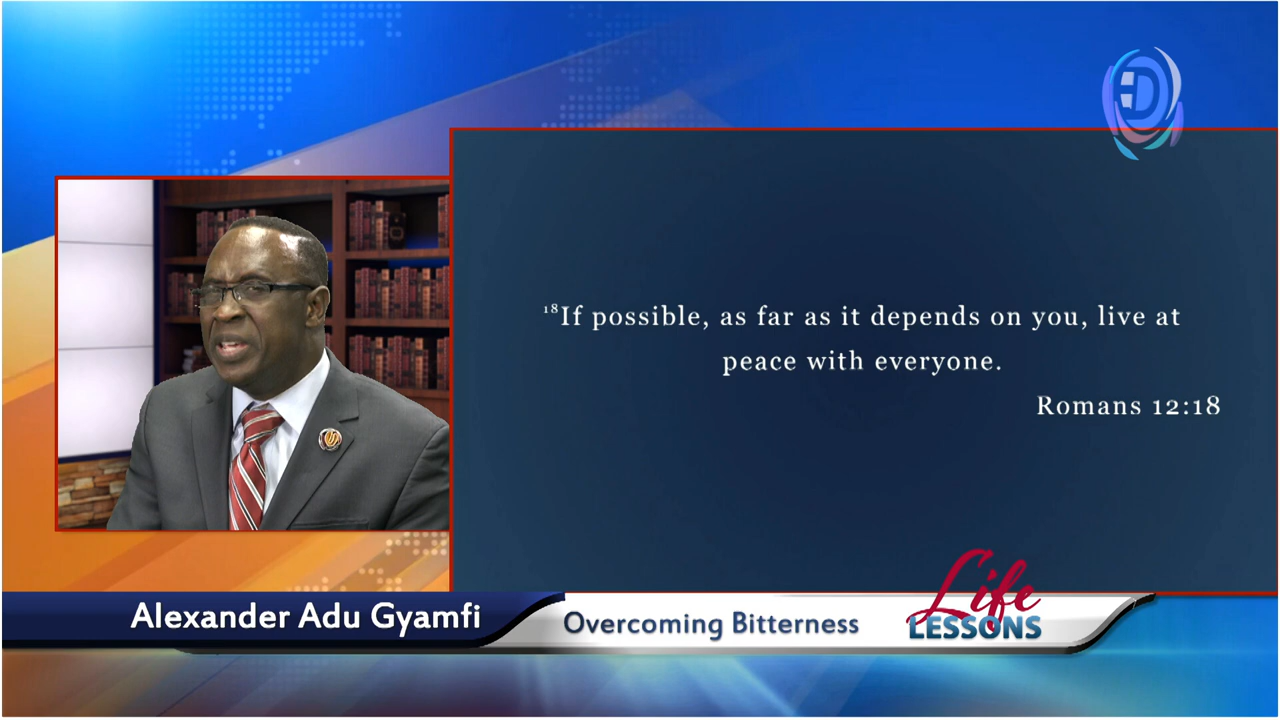 ¹⁸If possible, as far as it depends on you, live at
peace with everyone.
Romans 12:18
Alexander Adu Gyamfi
Overcoming Bitterness
Life
LESSONS